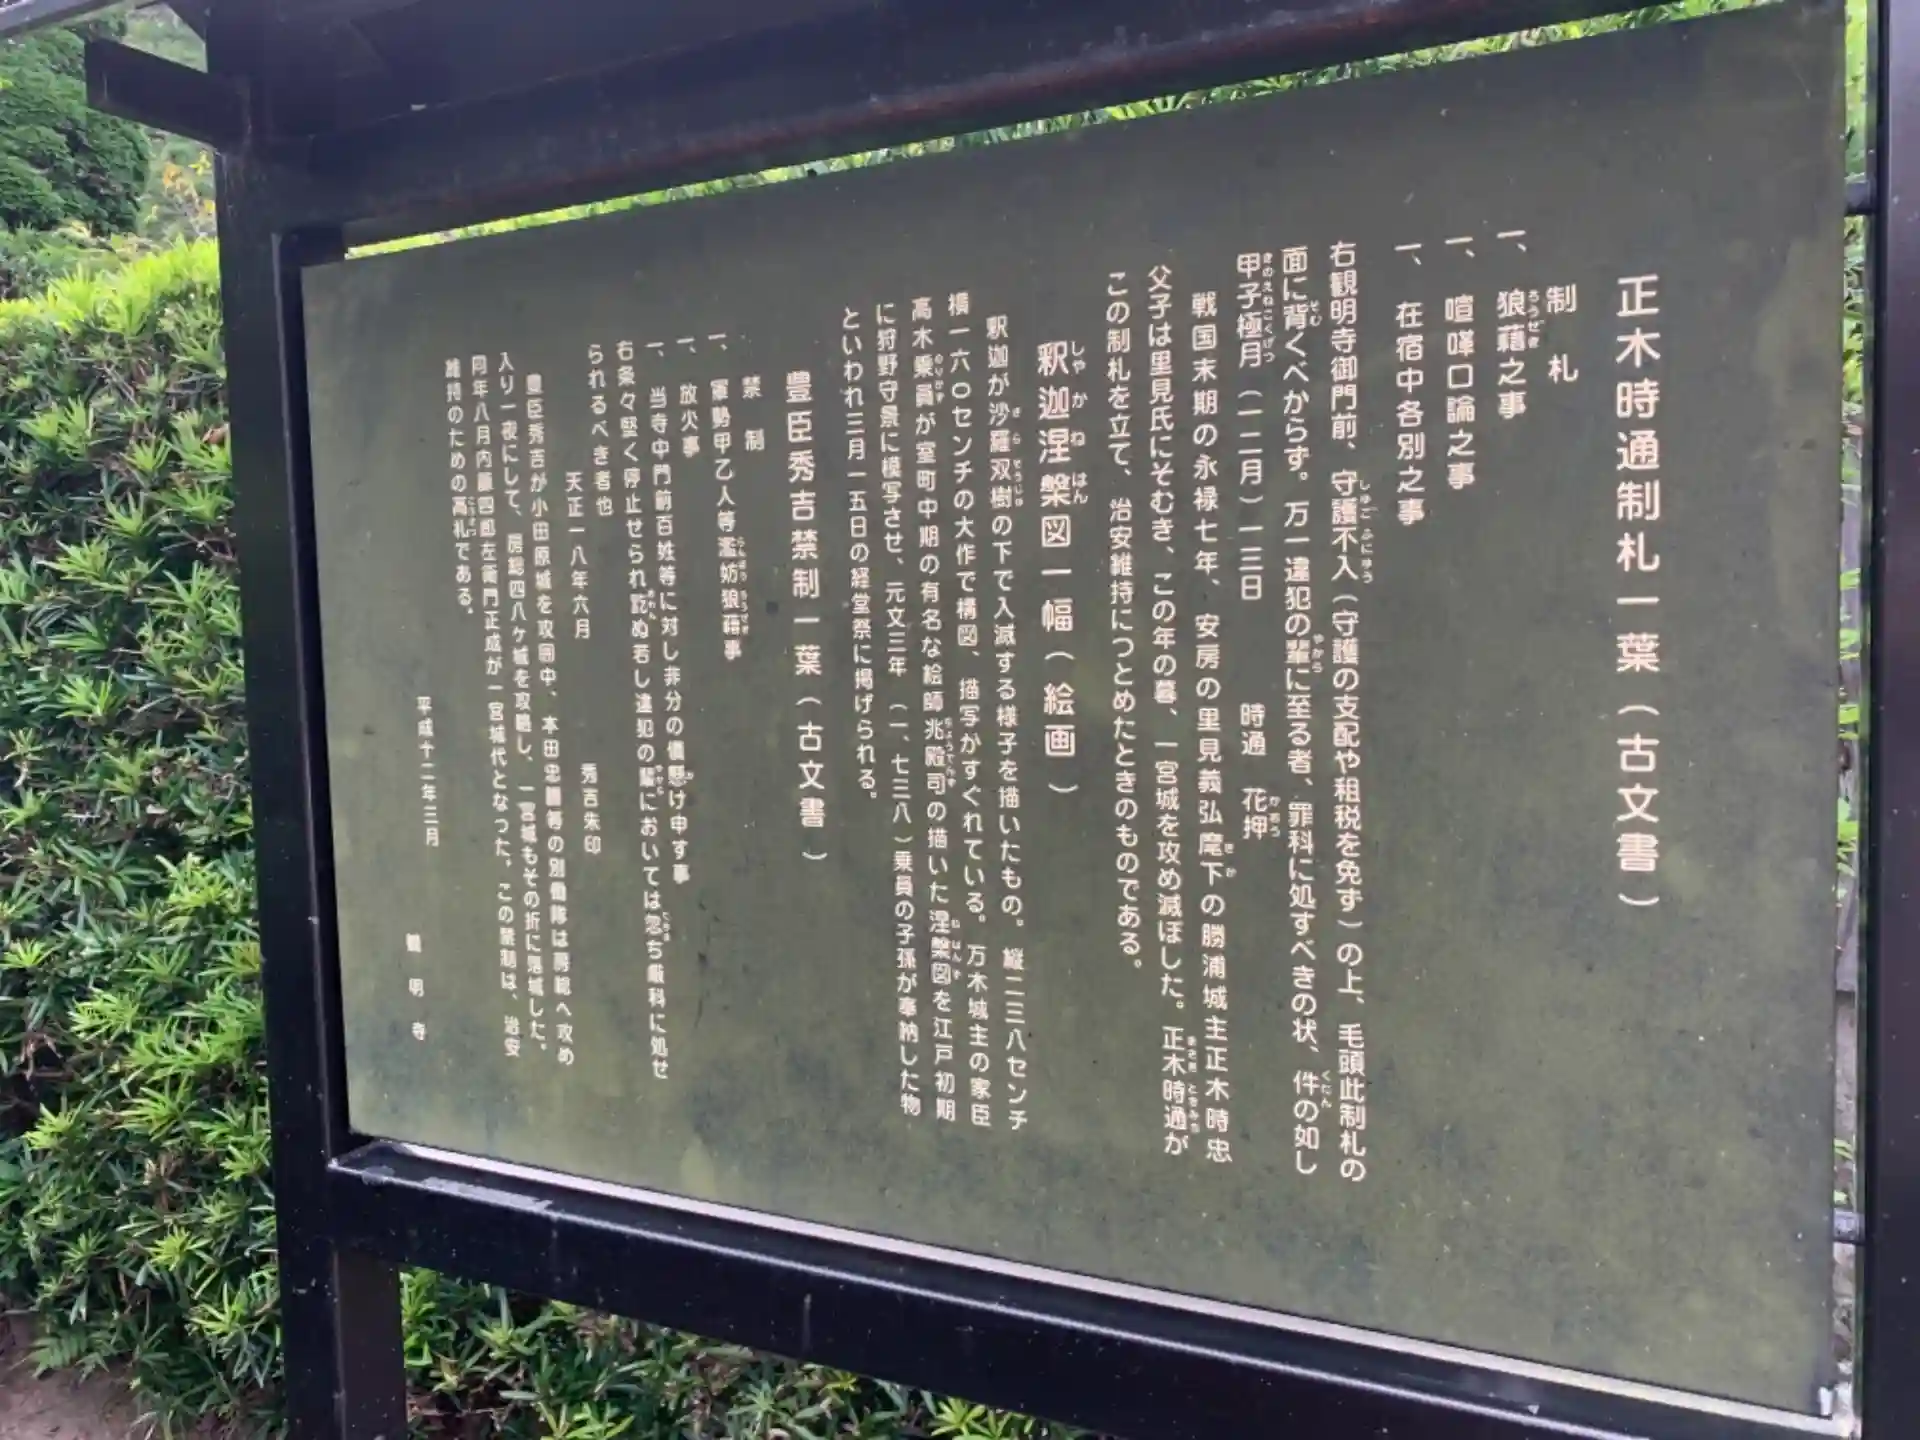 正木時通制札一葉（古文書）
制札
一、狼藉之事
一、喧嘩口論之事
一、在宿中各別之事
右観明寺御門前、守護不入（守護の支配や租税を免ず）の上、毛頭此制札の
面に背くべからず。万一違犯の輩に至る者、罪科に処すべきの状、件の如し
甲子極月（一二月）一三日　時通　花押
戦国末期の永禄七年、安房の里見義弘麾下の勝浦城主正木時忠
父子は里見氏にそむき、この年の暮、一宮城を攻め滅ぼした。正木時通が
この制札を立て、治安維持につとめたときのものである。
釈迦涅槃図一幅（絵画）
釈迦が沙羅双樹の下で入滅する様子を描いたもの。縦二三八センチ
横一六〇センチの大作で構図、描写がすぐれている。万木城主の家臣
高木乗員が室町中期の有名な絵師兆殿司の描いた涅槃図を江戸初期
に狩野守景に模写させ、元文三年（一、七三八）乗員の子孫が奉納した物
といわれ三月一五日の経堂祭に掲げられる。
豊臣秀吉禁制一葉（古文書）
禁制
一、軍勢甲乙人等濫妨狼藉事
一、放火事
一、当寺中門前百姓等に対し非分の儀懸け申す事
右条々堅く停止せられ訖ぬ若し違犯の輩においては忽ち厳科に処せ
られるべき者也
天正一八年六月　秀吉朱印
豊臣秀吉が小田原城を攻囲中、本田忠勝等の別働隊は房総へ攻め
入り一夜にして、房総四八ケ城を攻略し、一宮城もその折に落城した。
同年八月内藤四郎左衛門正成が一宮城代となった。この禁制は、治安
維持のための高札である。
平成十二年三月
観明寺